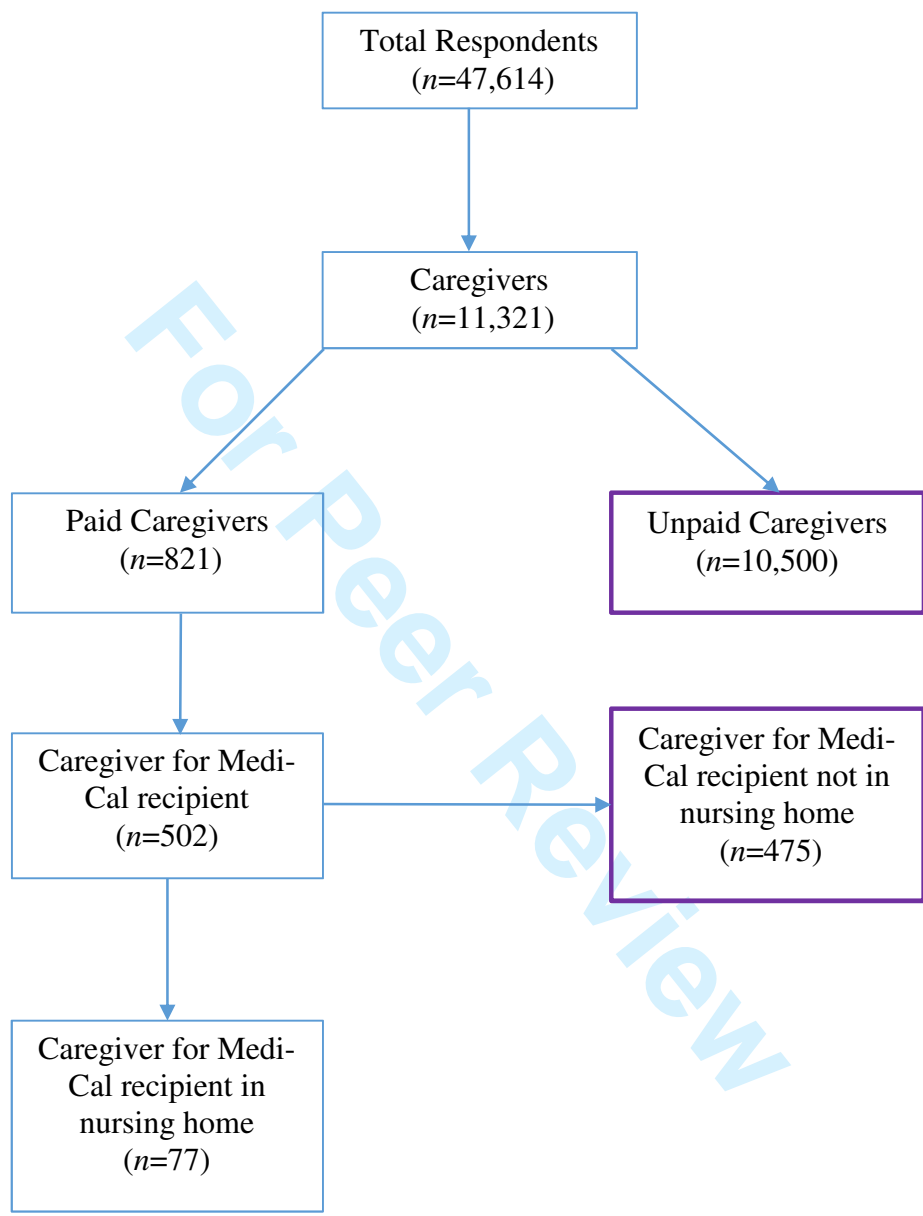 Total Respondents
(n=47,614)
Caregivers
(n=11,321)
Paid Caregivers
(n=821)
Unpaid Caregivers
(n=10,500)
Caregiver for Medi-
Cal recipient
(n=502)
Caregiver for Medi-
Cal recipient not in
nursing home
(n=475)
Caregiver for Medi-
Cal recipient in
nursing home
(n=77)
For Peer Review